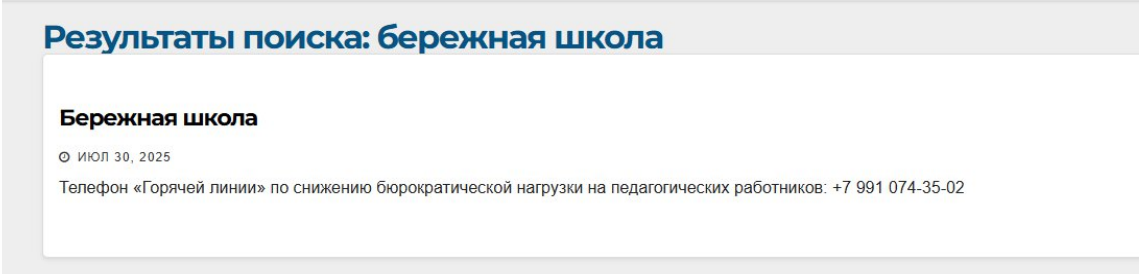 Результаты поиска: бережная школа
Бережная школа
ИЮЛ 30, 2025
Телефон «Горячей линии» по снижению бюрократической нагрузки на педагогических работников: +7 991 074-35-02